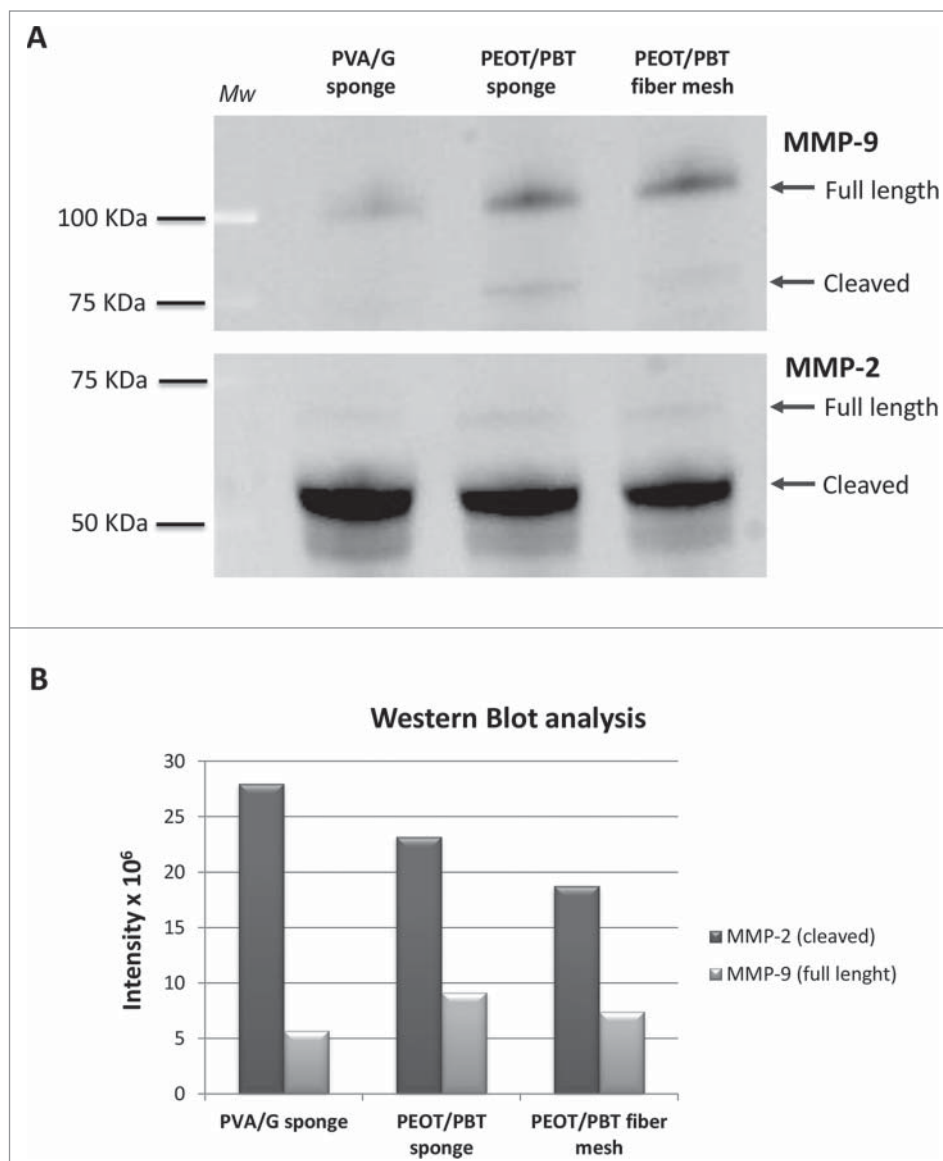 A
PVA/G sponge
PEOT/PBT sponge
PEOT/PBT fiber mesh
Mw
MMP-9
Full length
100 KDa
Cleaved
75 KDa
MMP-2
75 KDa
Full length
Cleaved
50 KDa
B
Western Blot analysis
Intensity x 10⁶
30
25
20
15
10
5
0
MMP-2 (cleaved)
MMP-9 (full lenght)
PVA/G sponge
PEOT/PBT sponge
PEOT/PBT fiber mesh